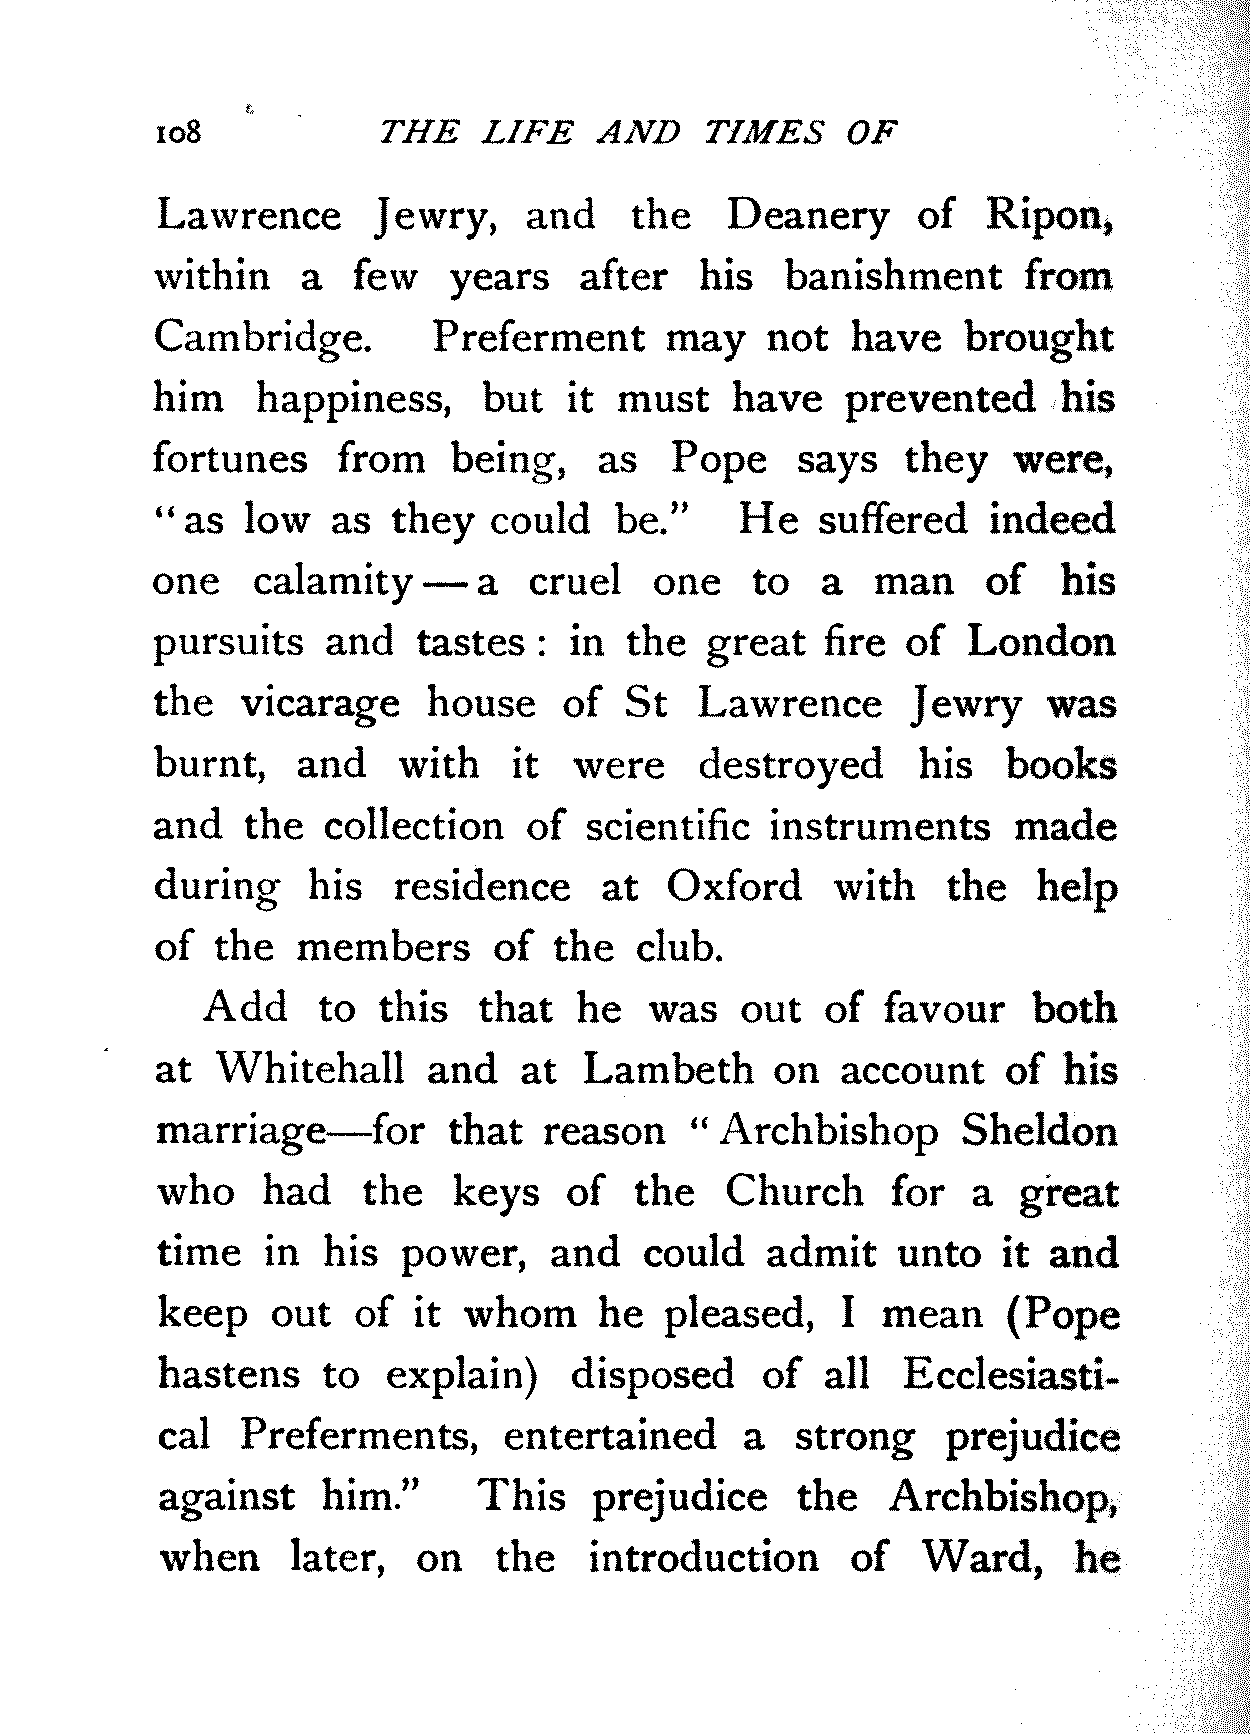 108 THE LIFE AND TIMES OF
Lawrence Jewry, and the Deanery of Ripon,
within a few years after his banishment from
Cambridge. Preferment may not have brought
him happiness, but it must have prevented his
fortunes from being, as Pope says they were,
"as low as they could be." He suffered indeed
one calamity—a cruel one to a man of his
pursuits and tastes: in the great fire of London
the vicarage house of St Lawrence Jewry was
burnt, and with it were destroyed his books
and the collection of scientific instruments made
during his residence at Oxford with the help
of the members of the club.
Add to this that he was out of favour both
at Whitehall and at Lambeth on account of his
marriage—for that reason "Archbishop Sheldon
who had the keys of the Church for a great
time in his power, and could admit unto it and
keep out of it whom he pleased, I mean (Pope
hastens to explain) disposed of all Ecclesiasti-
cal Preferments, entertained a strong prejudice
against him." This prejudice the Archbishop,
when later, on the introduction of Ward, he